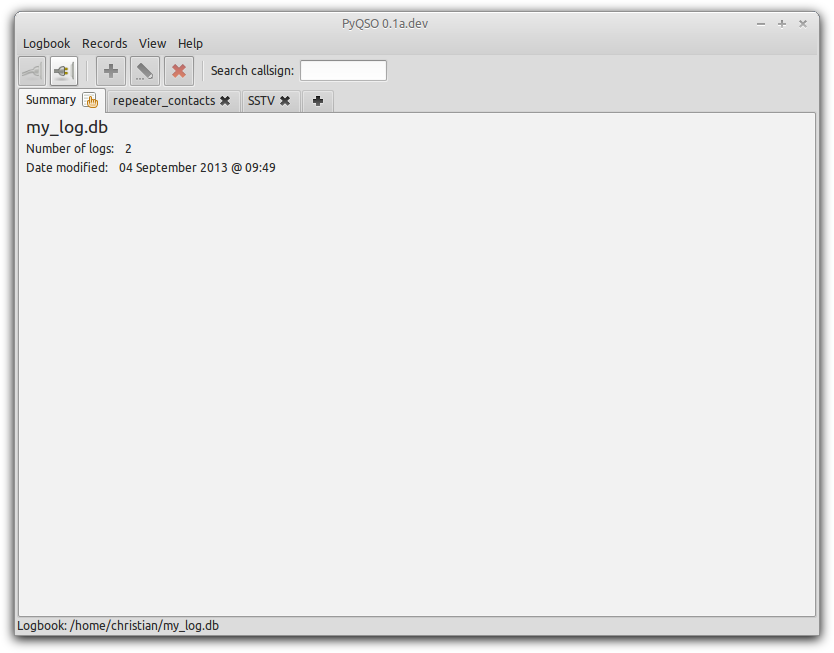 PyQSO 0.1a.dev
Logbook Records View Help
Search callsign:
Summary repeater_contacts SSTV
my_log.db
Number of logs: 2
Date modified: 04 September 2013 @ 09:49
Logbook: /home/christian/my_log.db